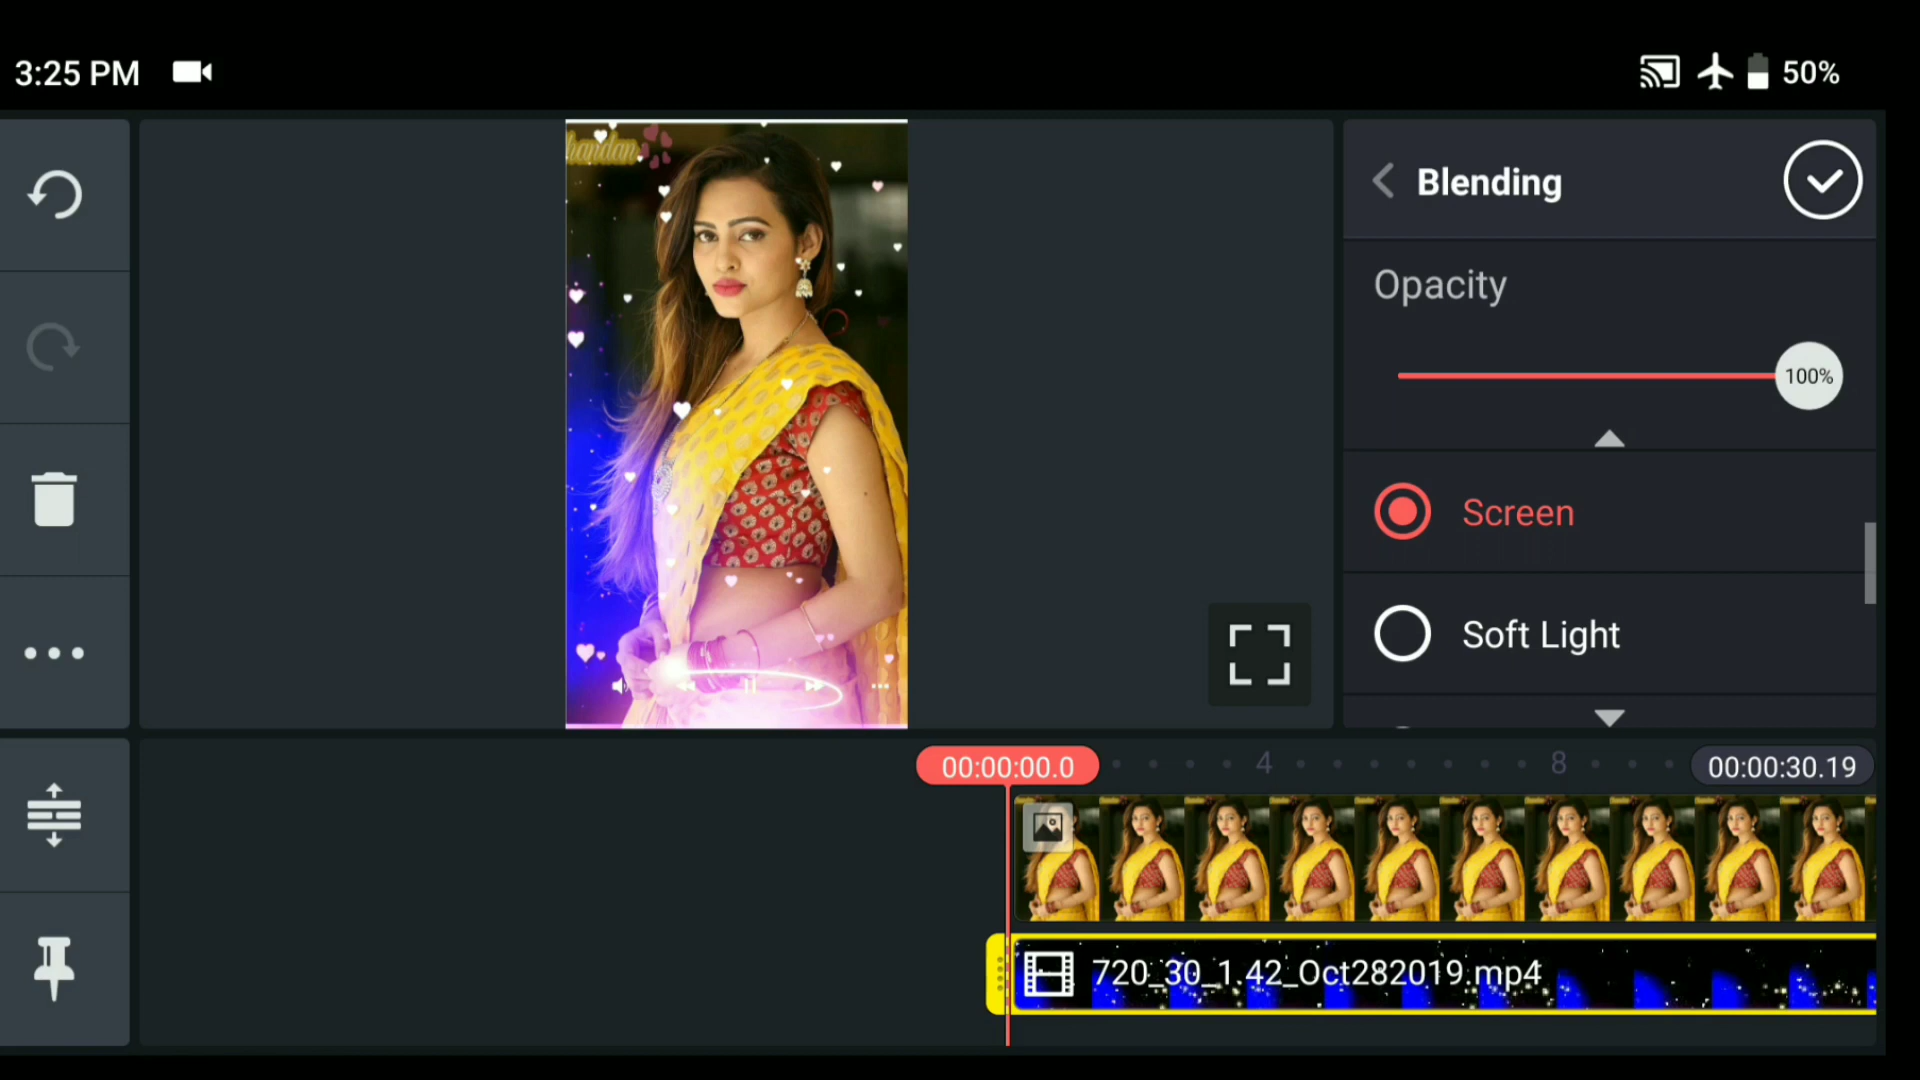 3:25 PM
50%
handan
Blending
Opacity
100%
Screen
Soft Light
00:00:00.0
4
8
00:00:30.19
720_30_1.42_Oct282019.mp4